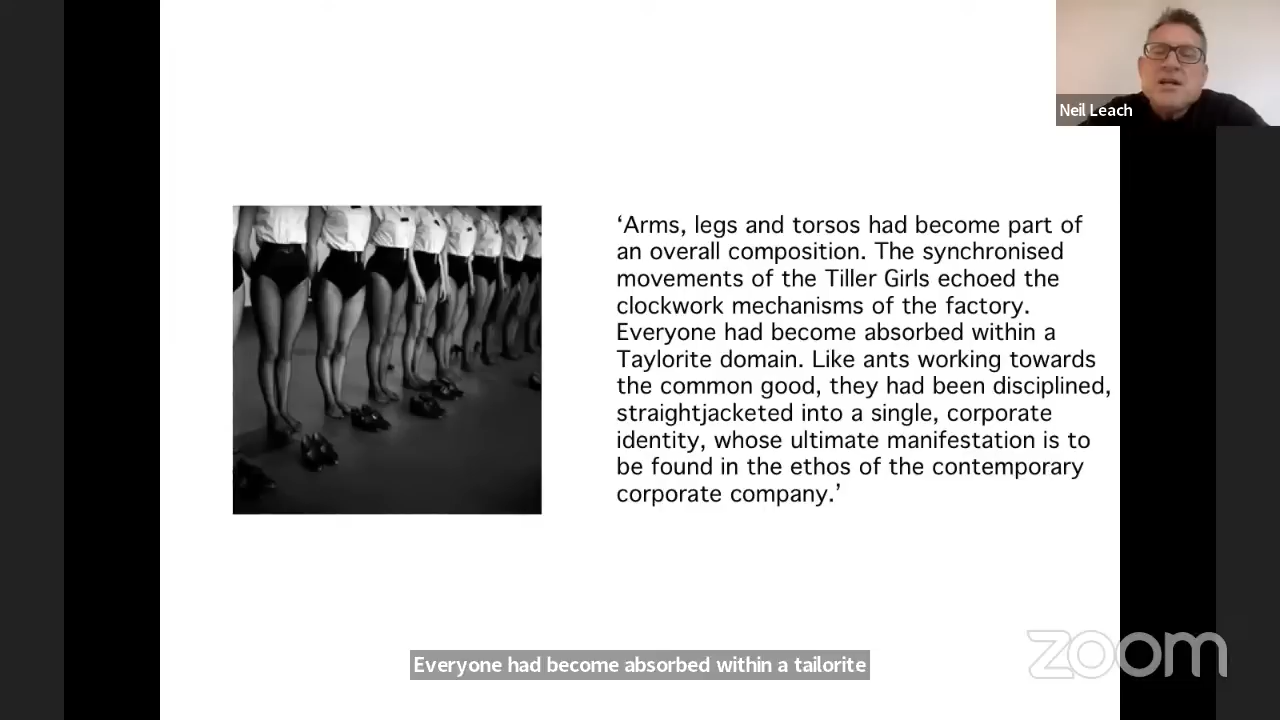 Neil Leach
‘Arms, legs and torsos had become part of
an overall composition. The synchronised
movements of the Tiller Girls echoed the
clockwork mechanisms of the factory.
Everyone had become absorbed within a
Taylorite domain. Like ants working towards
the common good, they had been disciplined,
straightjacketed into a single, corporate
identity, whose ultimate manifestation is to
be found in the ethos of the contemporary
corporate company.’
Everyone had become absorbed within a tailorite
zoom